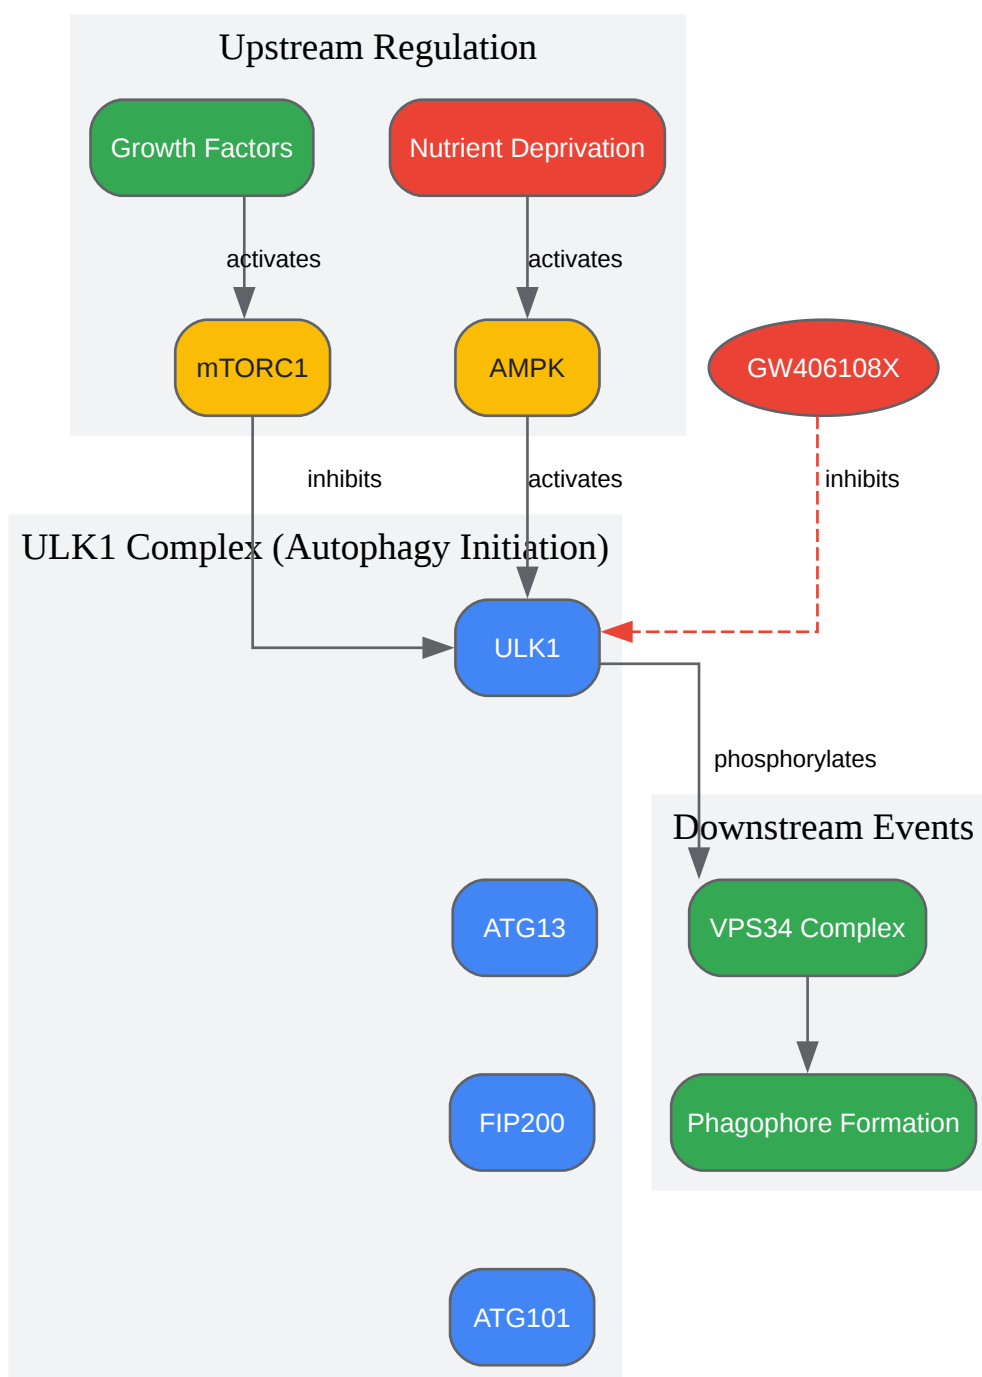 Upstream Regulation
Growth Factors
Nutrient Deprivation
activates
activates
mTORC1
AMPK
GW406108X
inhibits
activates
inhibits
ULK1 Complex (Autophagy Initiation)
ULK1
phosphorylates
Downstream Events
ATG13
VPS34 Complex
FIP200
Phagophore Formation
ATG101